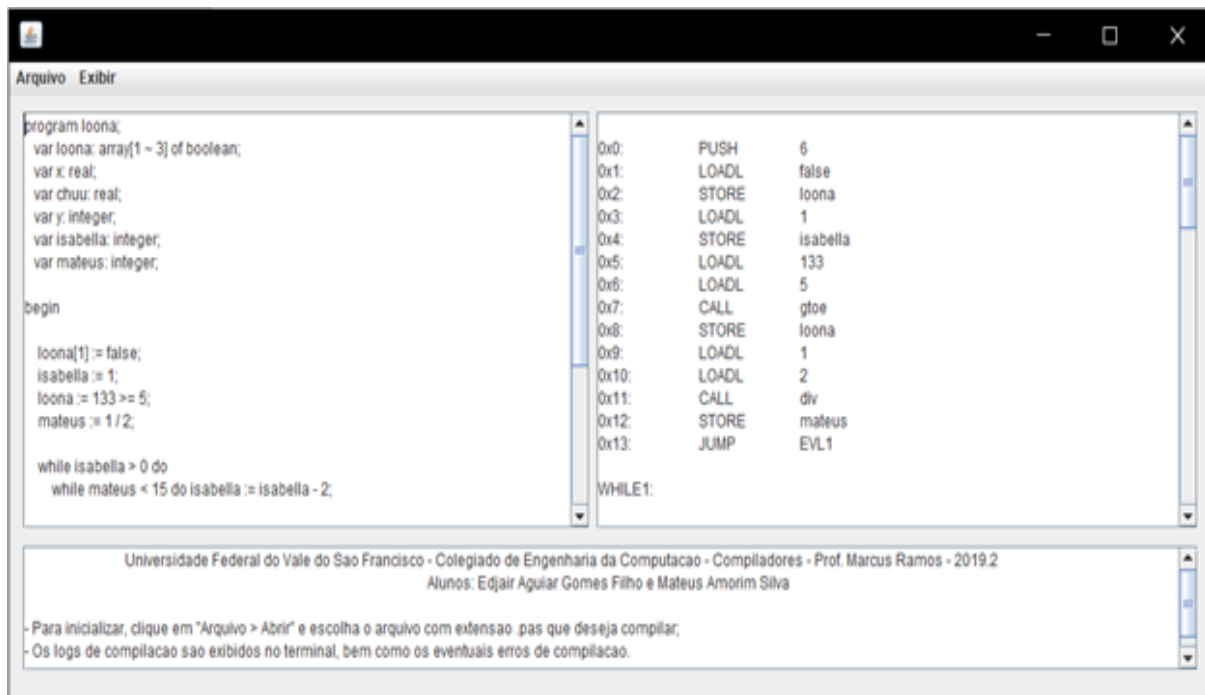 Arquivo Exibir
program loona;
var loona: array[1 ~ 3] of boolean;
var x: real;
var chuu: real;
var y: integer;
var isabella: integer;
var mateus: integer;
begin
loona[1] := false;
isabella := 1;
loona := 133 >= 5;
mateus := 1 / 2;
while isabella > 0 do
while mateus < 15 do isabella := isabella - 2;
0x0: PUSH 6
0x1: LOADL false
0x2: STORE loona
0x3: LOADL 1
0x4: STORE isabella
0x5: LOADL 133
0x6: LOADL 5
0x7: CALL gtoe
0x8: STORE loona
0x9: LOADL 1
0x10: LOADL 2
0x11: CALL div
0x12: STORE mateus
0x13: JUMP EVL1
WHILE1:
Universidade Federal do Vale do Sao Francisco - Colegiado de Engenharia da Computacao - Compiladores - Prof. Marcus Ramos - 2019.2
Alunos: Edjair Aguiar Gomes Filho e Mateus Amorim Silva
- Para inicializar, clique em "Arquivo > Abrir" e escolha o arquivo com extensao .pas que deseja compilar;
- Os logs de compilacao sao exibidos no terminal, bem como os eventuais erros de compilacao.